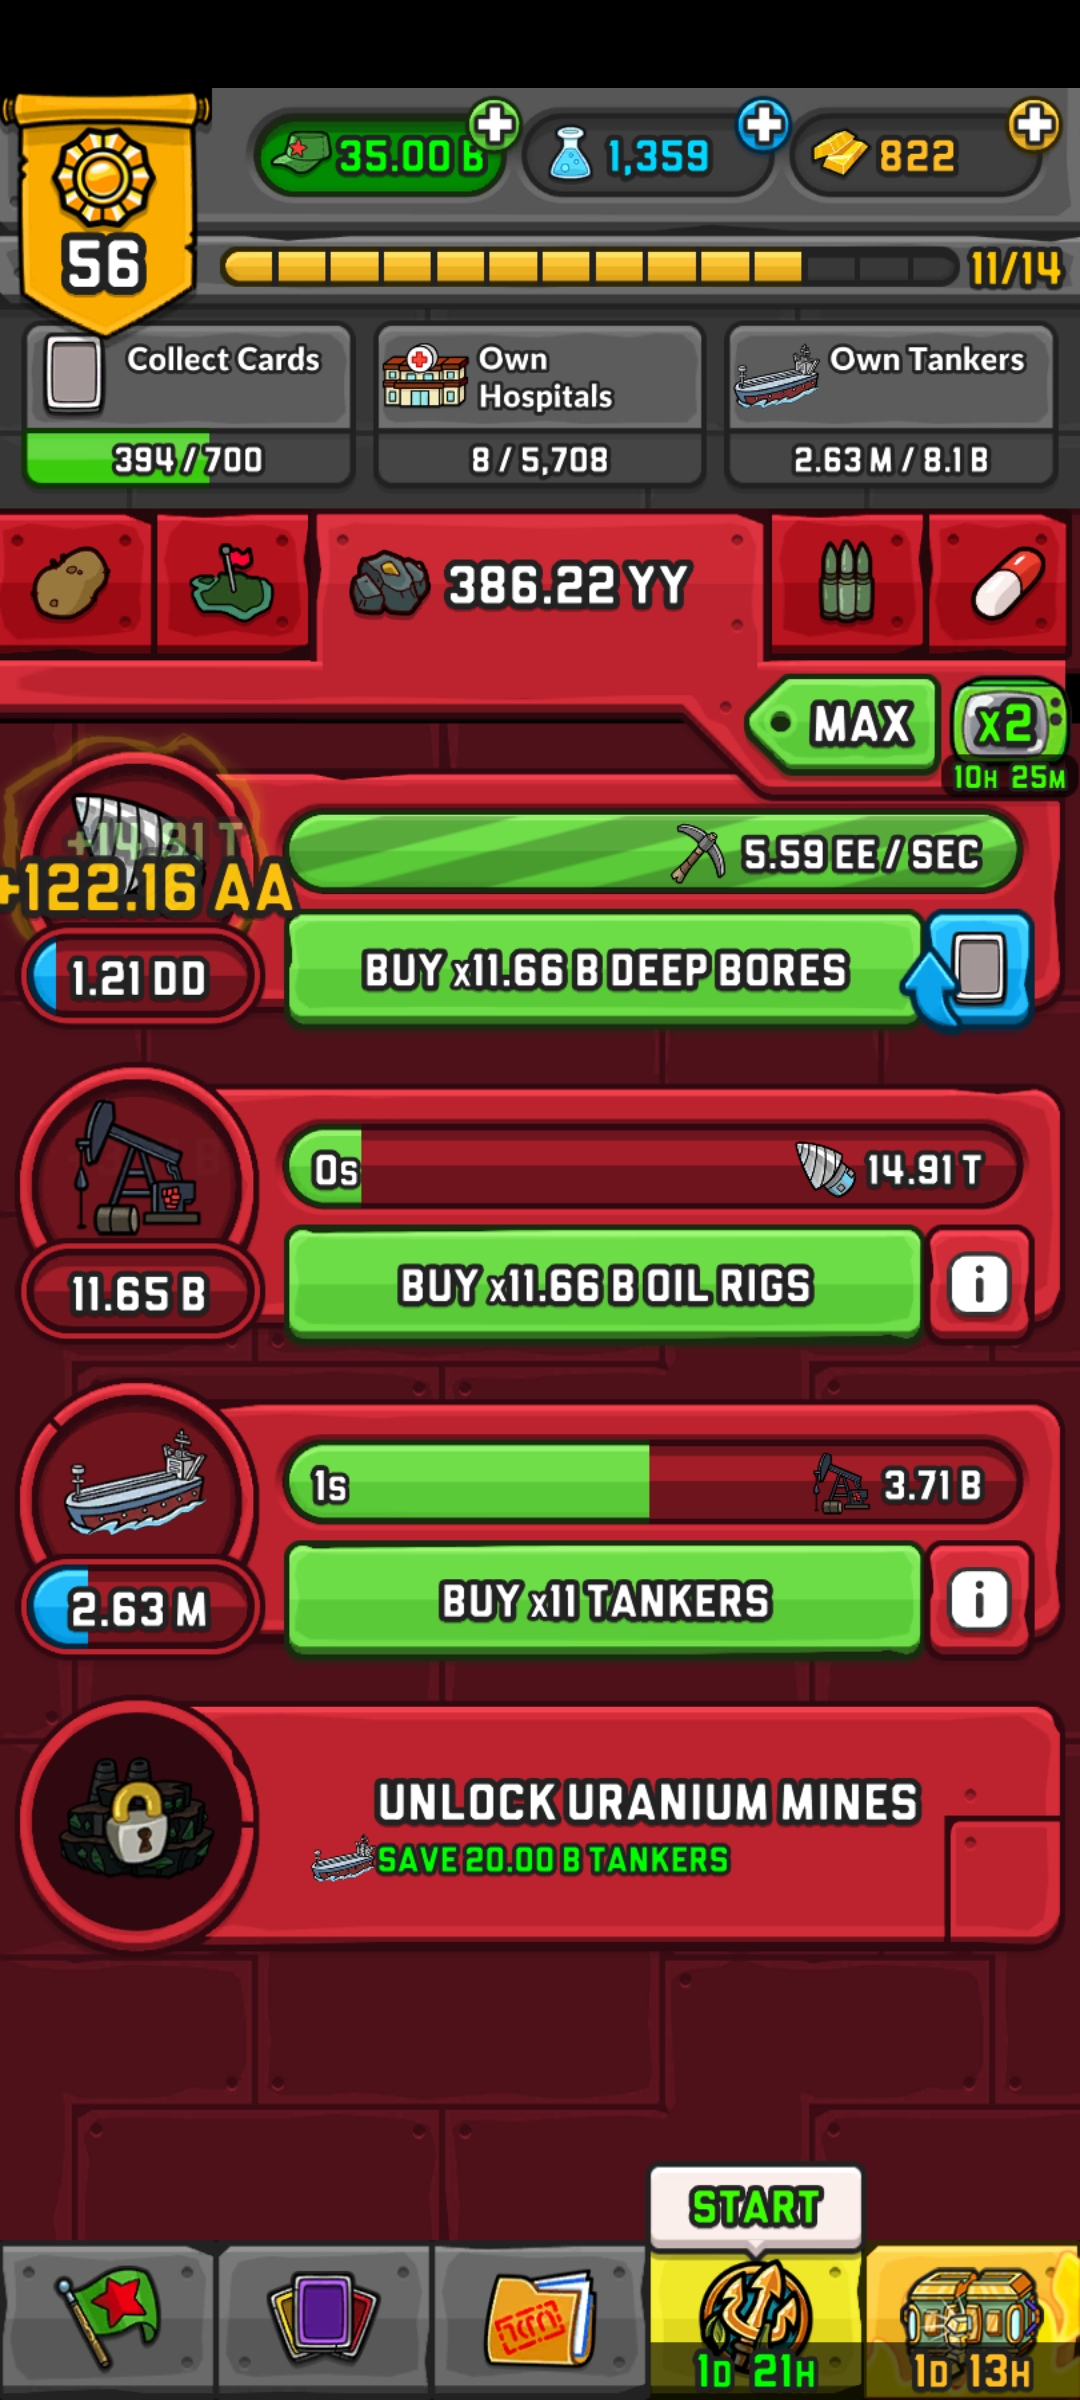 56
35.00 B
1,359
822
11/14
Collect Cards
394/700
Own
Hospitals
8/5,708
Own Tankers
2.63 M/8.1 B
386.22 YY
MAX
x2
10H 25M
+14.91 T
+122.16 AA
5.59 EE/SEC
1.21 DD
BUY x11.66 B DEEP BORES
0s
14.91 T
11.65 B
BUY x11.66 B OIL RIGS
i
1s
3.71 B
2.63 M
BUY x11 TANKERS
i
UNLOCK URANIUM MINES
SAVE 20.00 B TANKERS
START
1D 21H
1D 13H